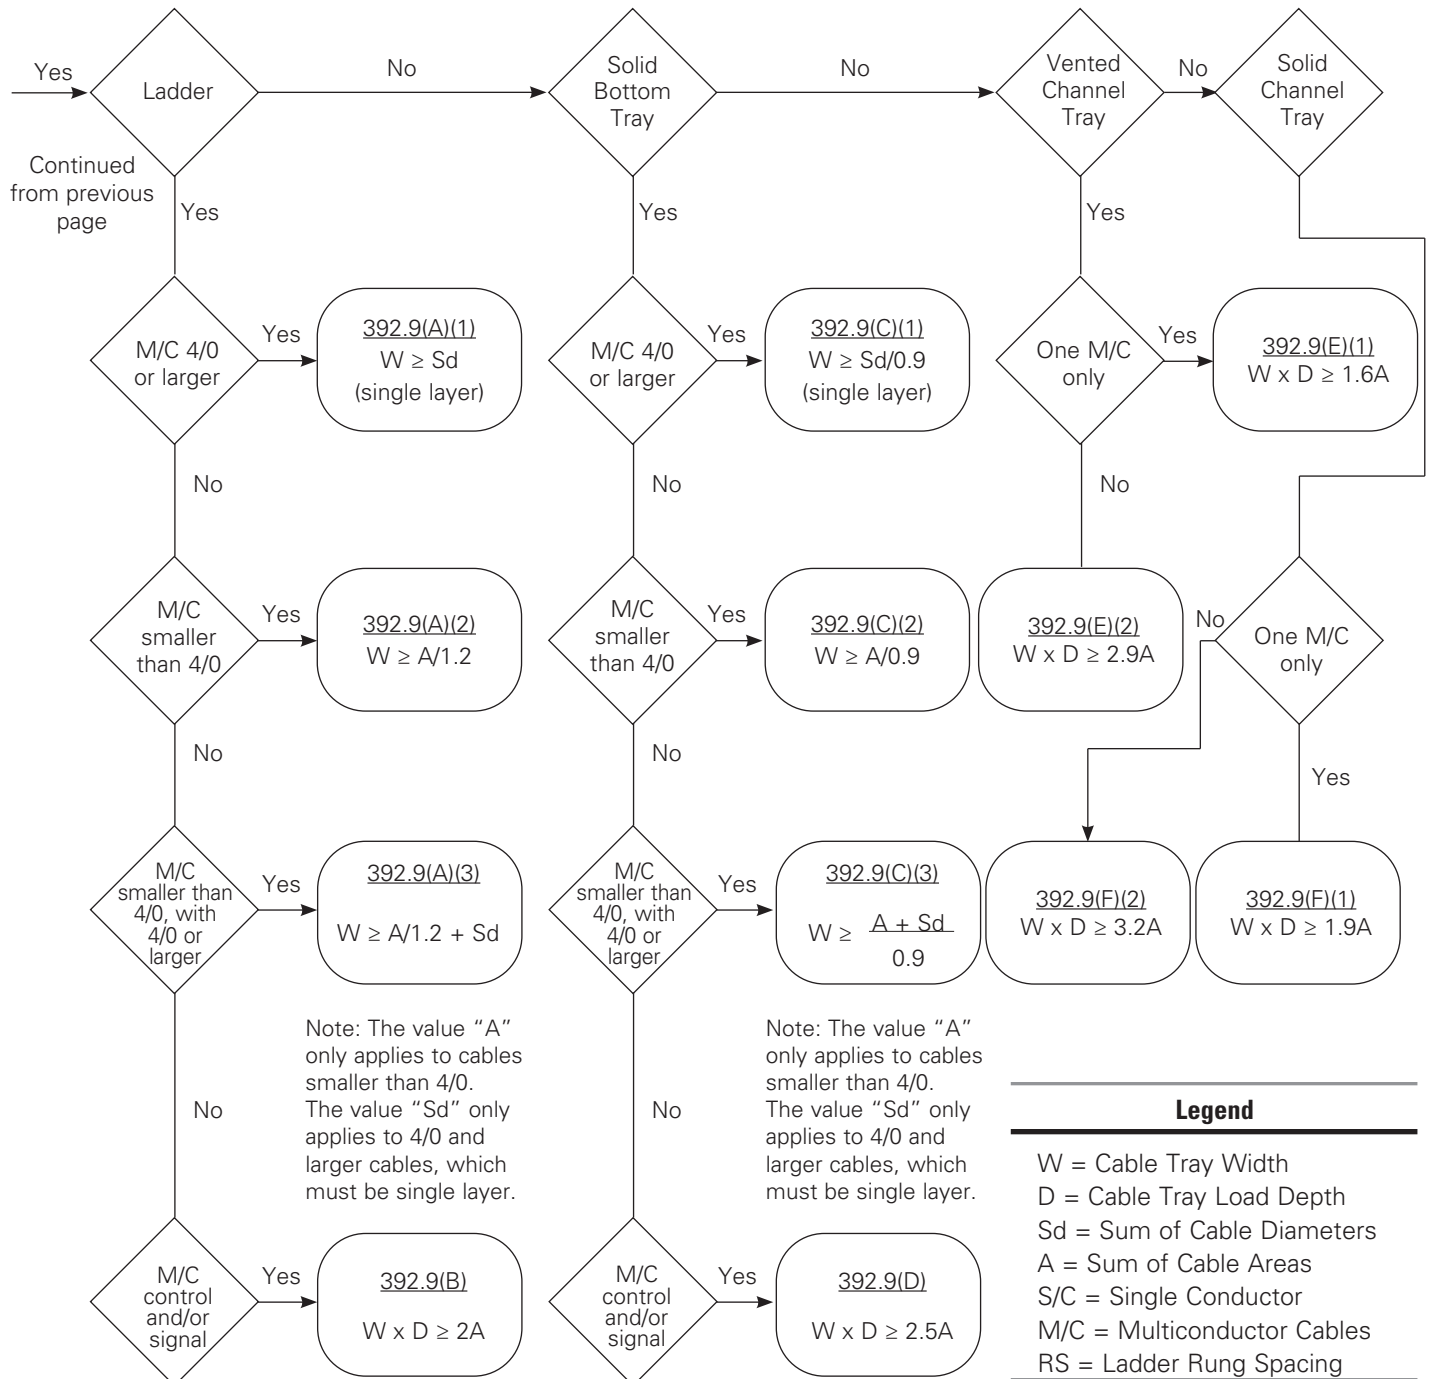 Yes
Ladder
No
Solid
Bottom
Tray
No
Vented
Channel
Tray
No
Solid
Channel
Tray
Continued
from previous
page
Yes
Yes
Yes
M/C 4/0
or larger
Yes
392.9(A)(1)
W ≥ Sd
(single layer)
M/C 4/0
or larger
Yes
392.9(C)(1)
W ≥ Sd/0.9
(single layer)
One M/C
only
Yes
392.9(E)(1)
W x D ≥ 1.6A
No
No
No
M/C
smaller
than 4/0
Yes
392.9(A)(2)
W ≥ A/1.2
M/C
smaller
than 4/0
Yes
392.9(C)(2)
W ≥ A/0.9
392.9(E)(2)
W x D ≥ 2.9A
No
One M/C
only
No
No
Yes
M/C
smaller than
4/0, with
4/0 or
larger
Yes
392.9(A)(3)
W ≥ A/1.2 + Sd
M/C
smaller than
4/0, with
4/0 or
larger
Yes
392.9(C)(3)
W ≥ A + Sd
0.9
392.9(F)(2)
W x D ≥ 3.2A
392.9(F)(1)
W x D ≥ 1.9A
No
Note: The value “A”
only applies to cables
smaller than 4/0.
The value “Sd” only
applies to 4/0 and
larger cables, which
must be single layer.
No
Note: The value “A”
only applies to cables
smaller than 4/0.
The value “Sd” only
applies to 4/0 and
larger cables, which
must be single layer.
M/C
control
and/or
signal
Yes
392.9(B)
W x D ≥ 2A
M/C
control
and/or
signal
Yes
392.9(D)
W x D ≥ 2.5A
Legend
W = Cable Tray Width
D = Cable Tray Load Depth
Sd = Sum of Cable Diameters
A = Sum of Cable Areas
S/C = Single Conductor
M/C = Multiconductor Cables
RS = Ladder Rung Spacing